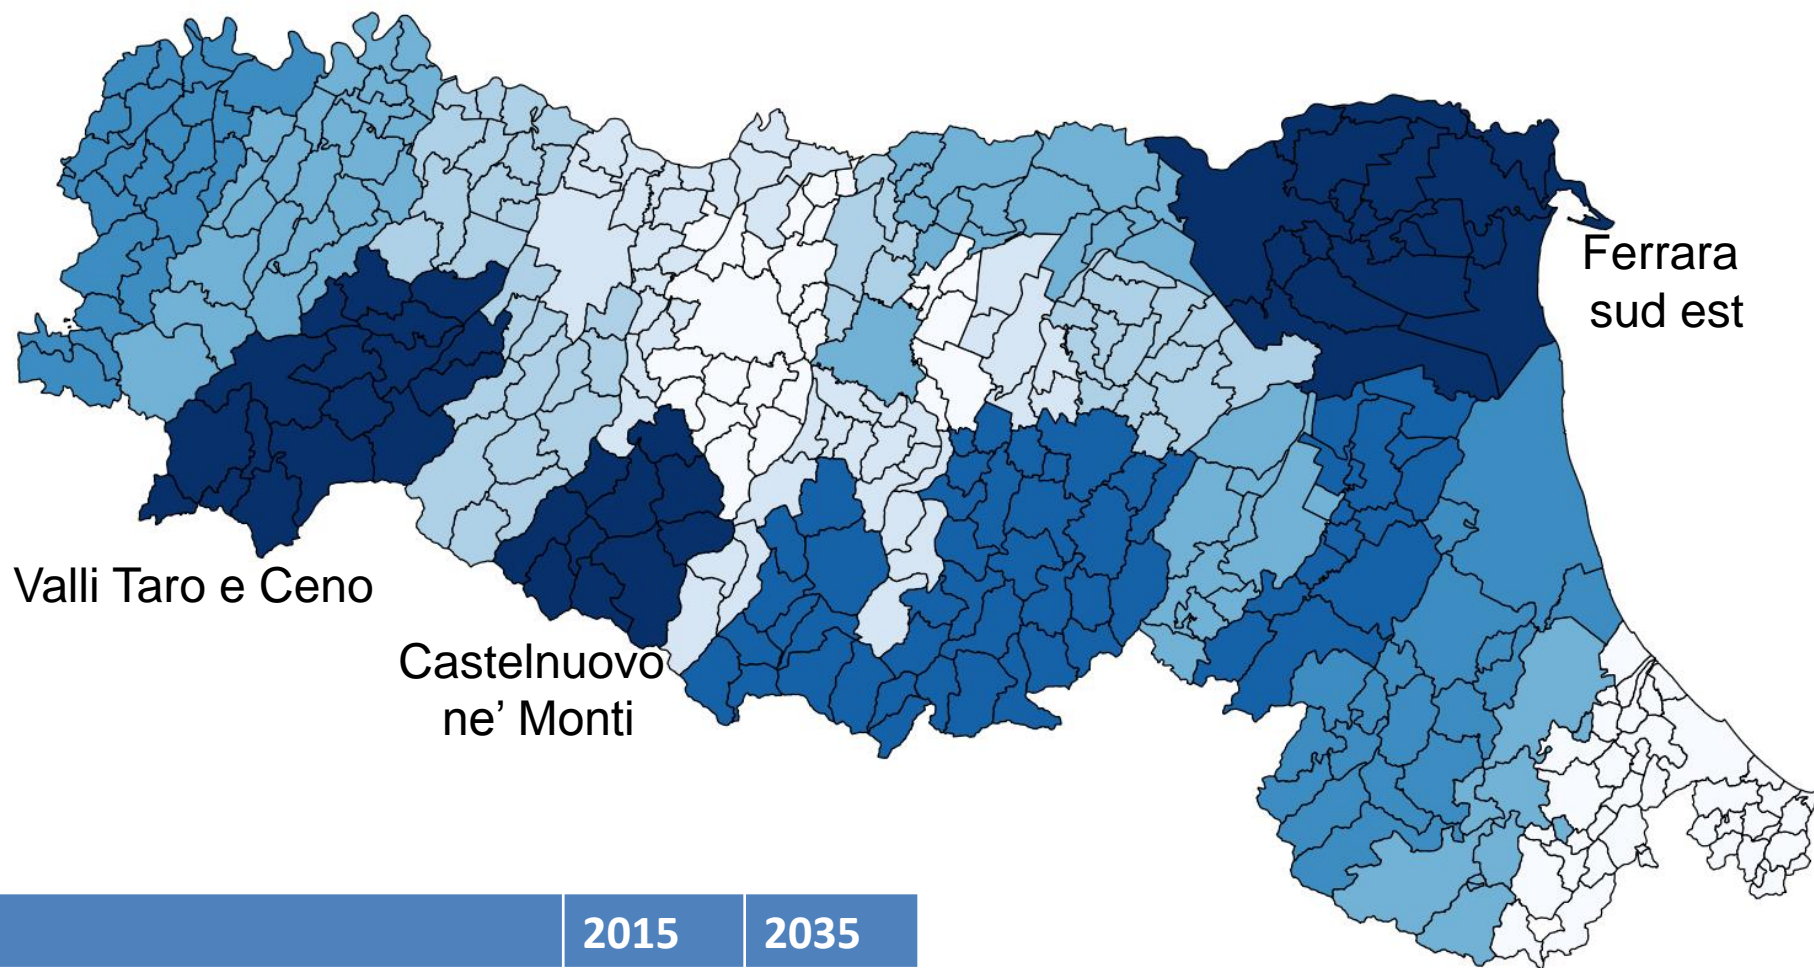 Ferrara
sud est
Valli Taro e Ceno
Castelnuovo
ne’ Monti
2015 2035